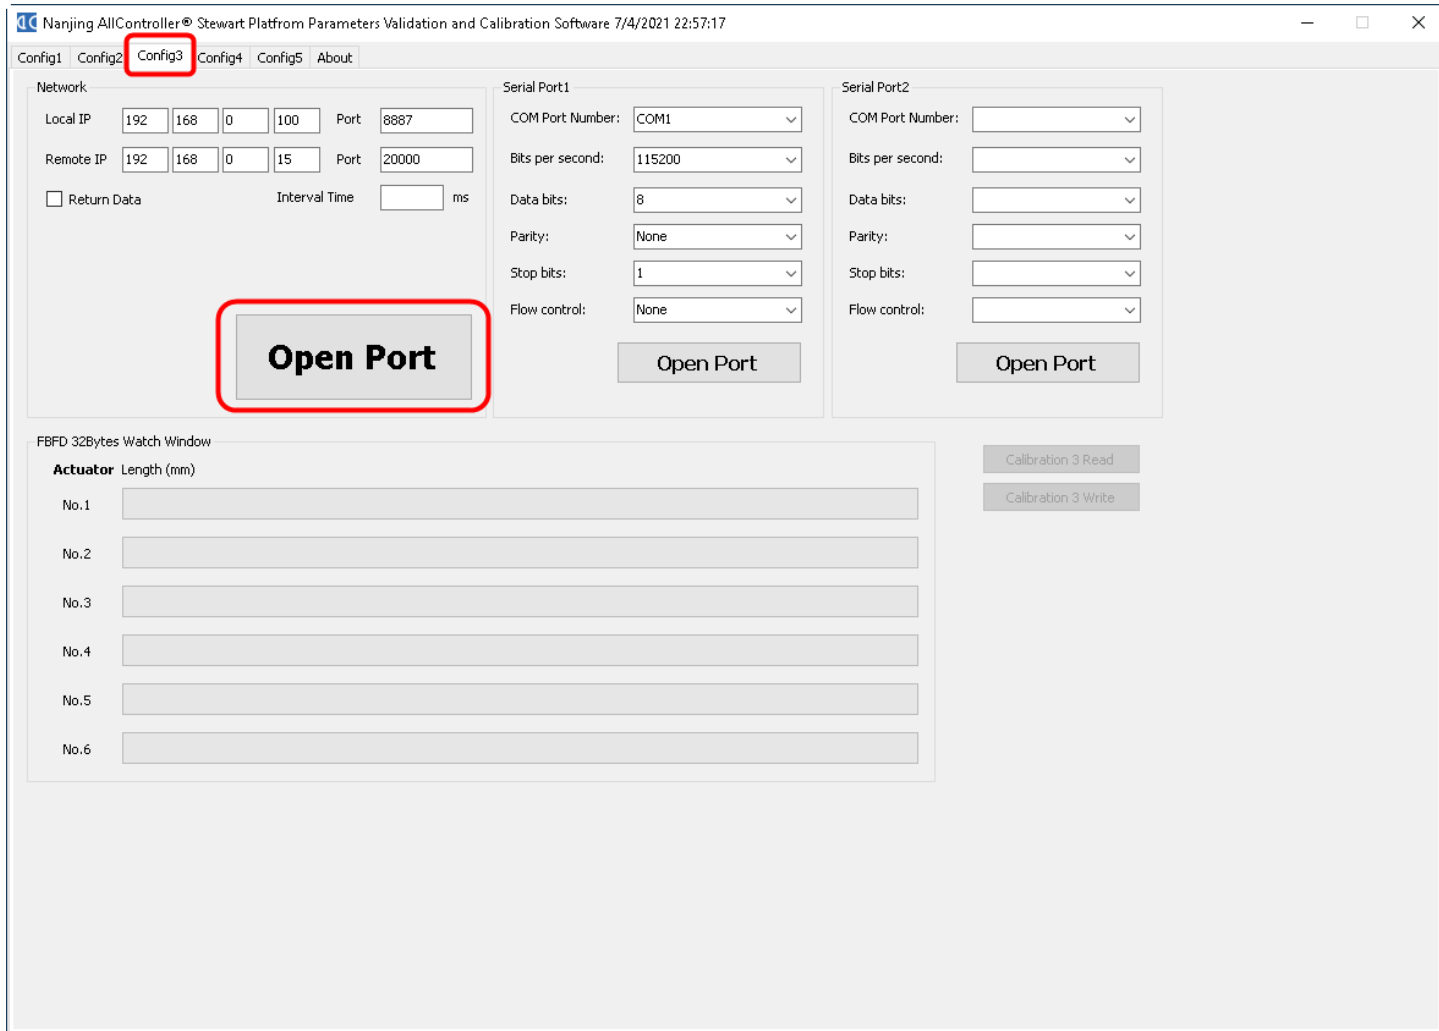 Nanjing AllController® Stewart Platfrom Parameters Validation and Calibration Software 7/4/2021 22:57:17
Config1 Config2 Config3 Config4 Config5 About
Network
Local IP 192 168 0 100 Port 8887
Remote IP 192 168 0 15 Port 20000
Return Data Interval Time ms
Open Port
Serial Port1
COM Port Number: COM1
Bits per second: 115200
Data bits: 8
Parity: None
Stop bits: 1
Flow control: None
Open Port
Serial Port2
COM Port Number:
Bits per second:
Data bits:
Parity:
Stop bits:
Flow control:
Open Port
FBFD 32Bytes Watch Window
Actuator Length (mm)
No.1
No.2
No.3
No.4
No.5
No.6
Calibration 3 Read
Calibration 3 Write